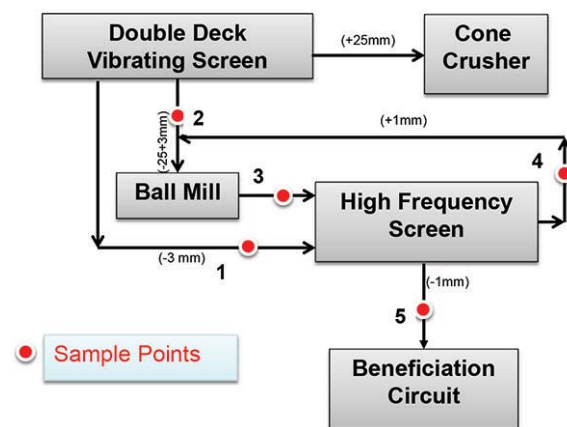 Double Deck
Vibrating Screen
(+25mm)
Cone
Crusher
2
(-25+3mm)
(+1mm)
Ball Mill
3
4
High Frequency
Screen
(-3 mm)
1
(-1mm)
5
Sample Points
Beneficiation
Circuit